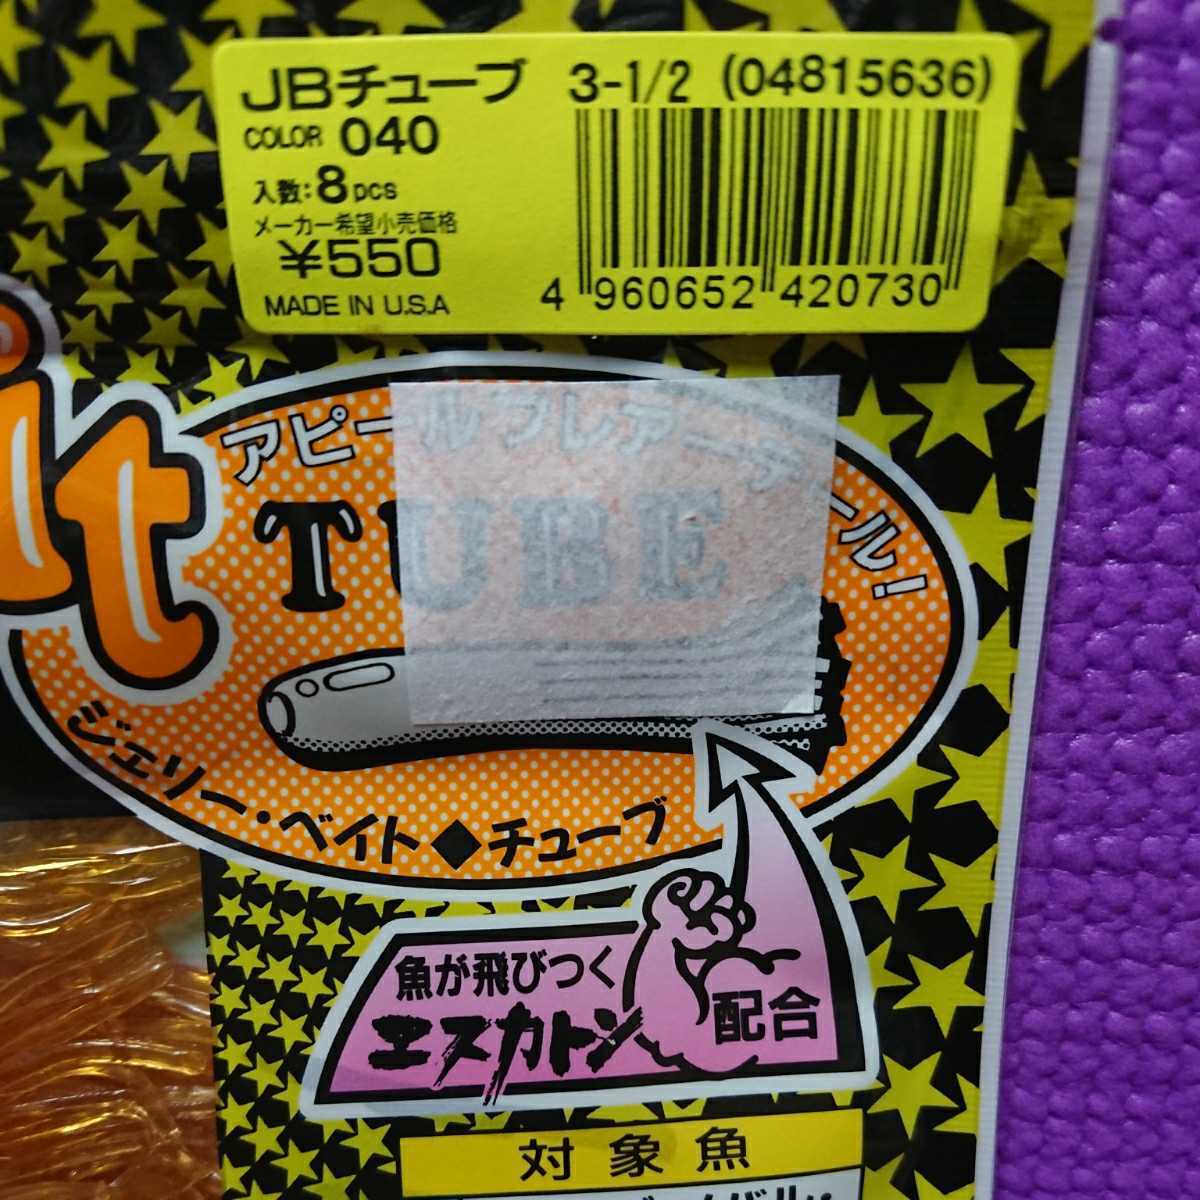 JBチューブ 3-1/2 (04815636)
COLOR 040
入数:8pcs
メーカー希望小売価格
¥550
MADE IN U.S.A
4 960652 420730
アピールフレアーテール!
TUBE
ジェリー・ベイト◆チューブ
魚が飛びつく
エスカトン配合
対象魚